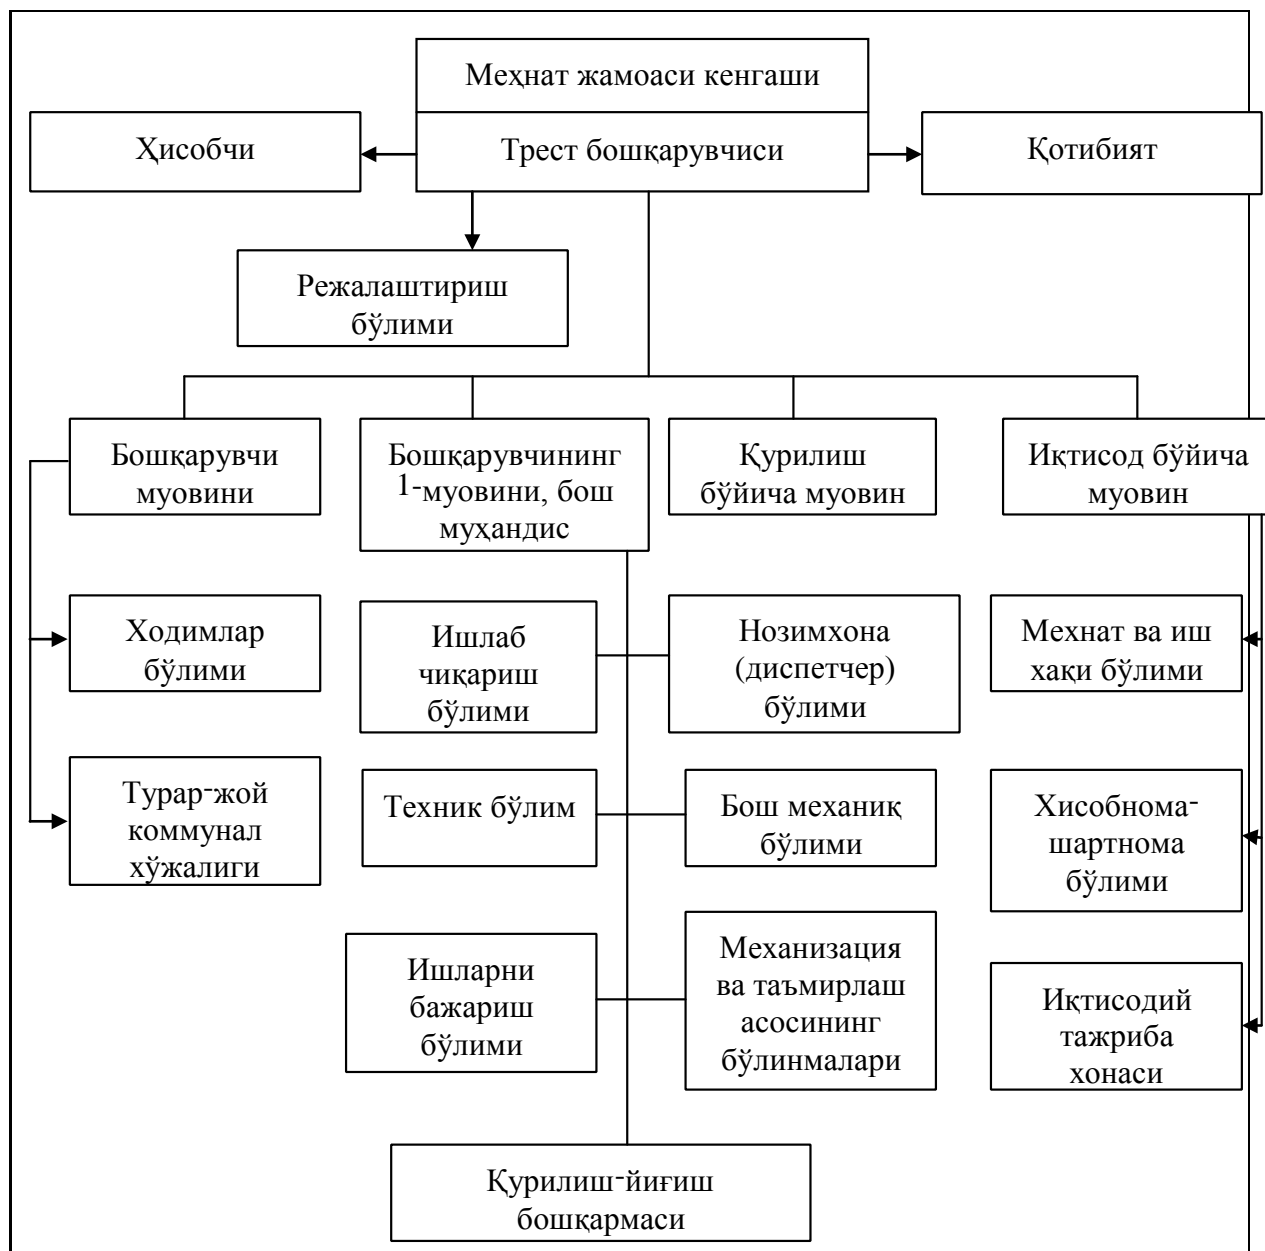 Меҳнат жамоаси кенгаши
Ҳисобчи
Трест бошқарувчиси
Қотибият
Режалаштириш
бўлими
Бошқарувчи
муовини
Бошқарувчининг
1-муовини, бош
муҳандис
Қурилиш
бўйича муовин
Иқтисод бўйича
муовин
Ходимлар
бўлими
Ишлаб
чиқариш
бўлими
Нозимхона
(диспетчер)
бўлими
Мехнат ва иш
хақи бўлими
Турар-жой
коммунал
хўжалиги
Техник бўлим
Бош механиқ
бўлими
Хисобнома-
шартнома
бўлими
Ишларни
бажариш
бўлими
Механизация
ва таъмирлаш
асосининг
бўлинмалари
Иқтисодий
тажриба
хонаси
Қурилиш-йиғиш
бошқармаси